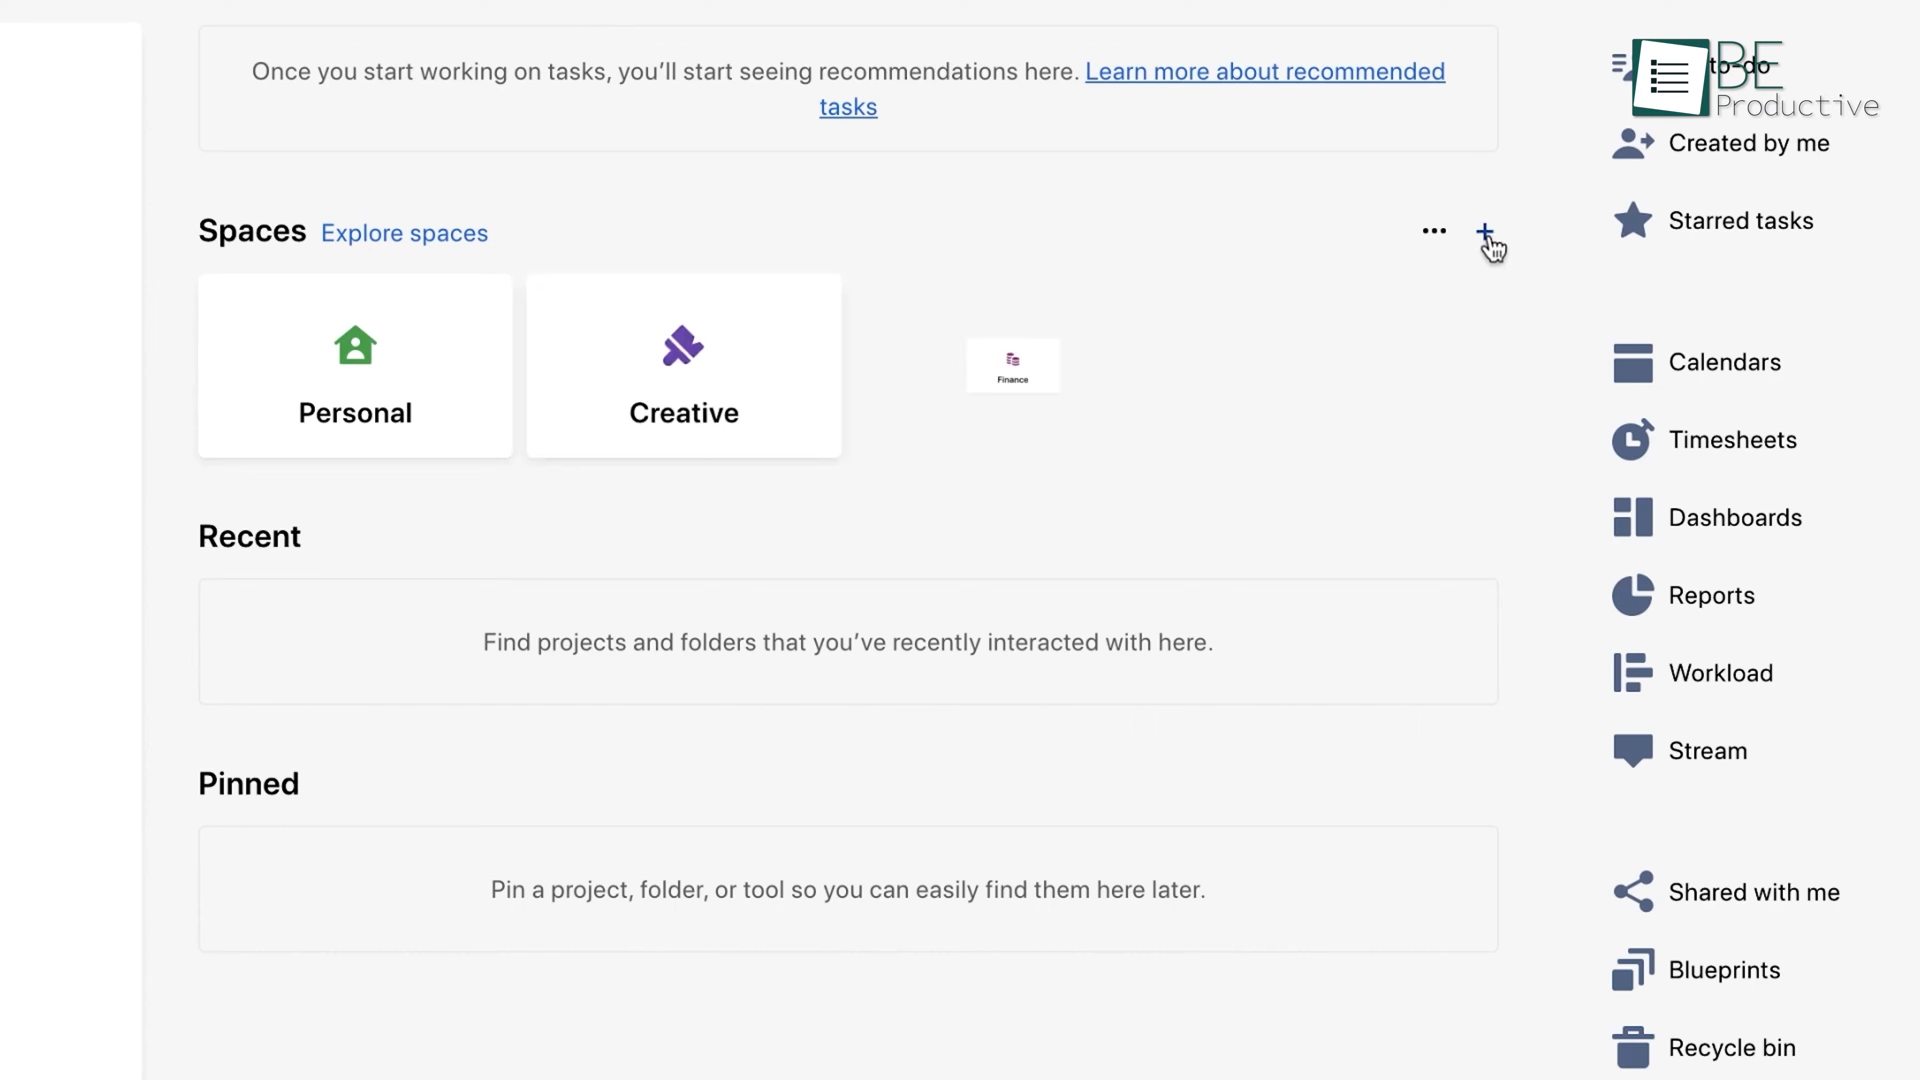 Once you start working on tasks, you’ll start seeing recommendations here. Learn more about recommended
tasks
Spaces Explore spaces
Personal
Creative
Finance
Recent
Find projects and folders that you’ve recently interacted with here.
Pinned
Pin a project, folder, or tool so you can easily find them here later.
to-do
BE
Productive
Created by me
Starred tasks
Calendars
Timesheets
Dashboards
Reports
Workload
Stream
Shared with me
Blueprints
Recycle bin